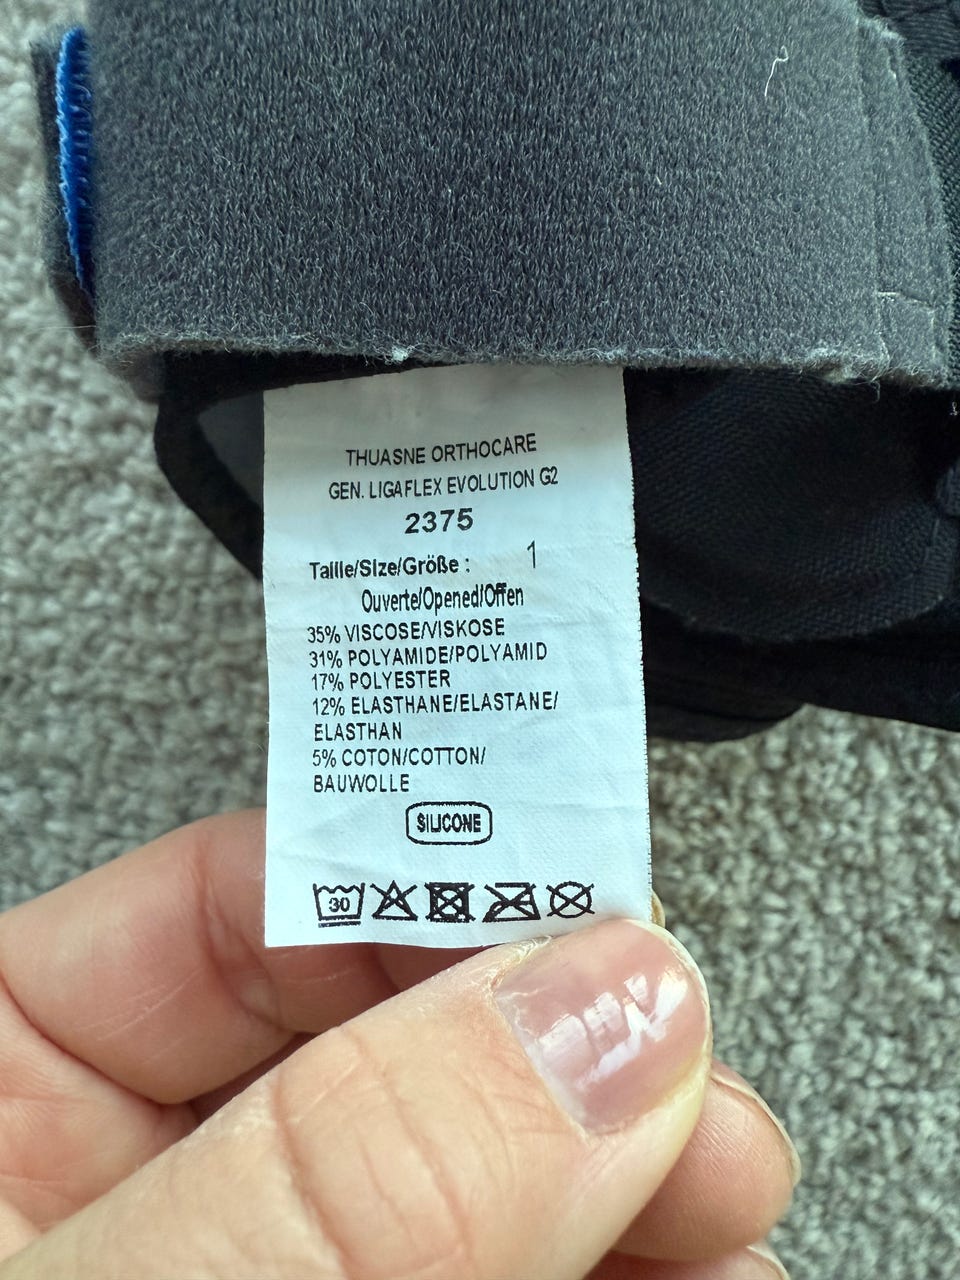 THUASNE ORTHOCARE
GEN. LIGAFLEX EVOLUTION G2
2375
Taille/Size/Größe : 1
Ouverte/Opened/Offen
35% VISCOSE/VISKOSE
31% POLYAMIDE/POLYAMID
17% POLYESTER
12% ELASTHANE/ELASTANE/
ELASTHAN
5% COTON/COTTON/
BAUWOLLE
SILICONE
30